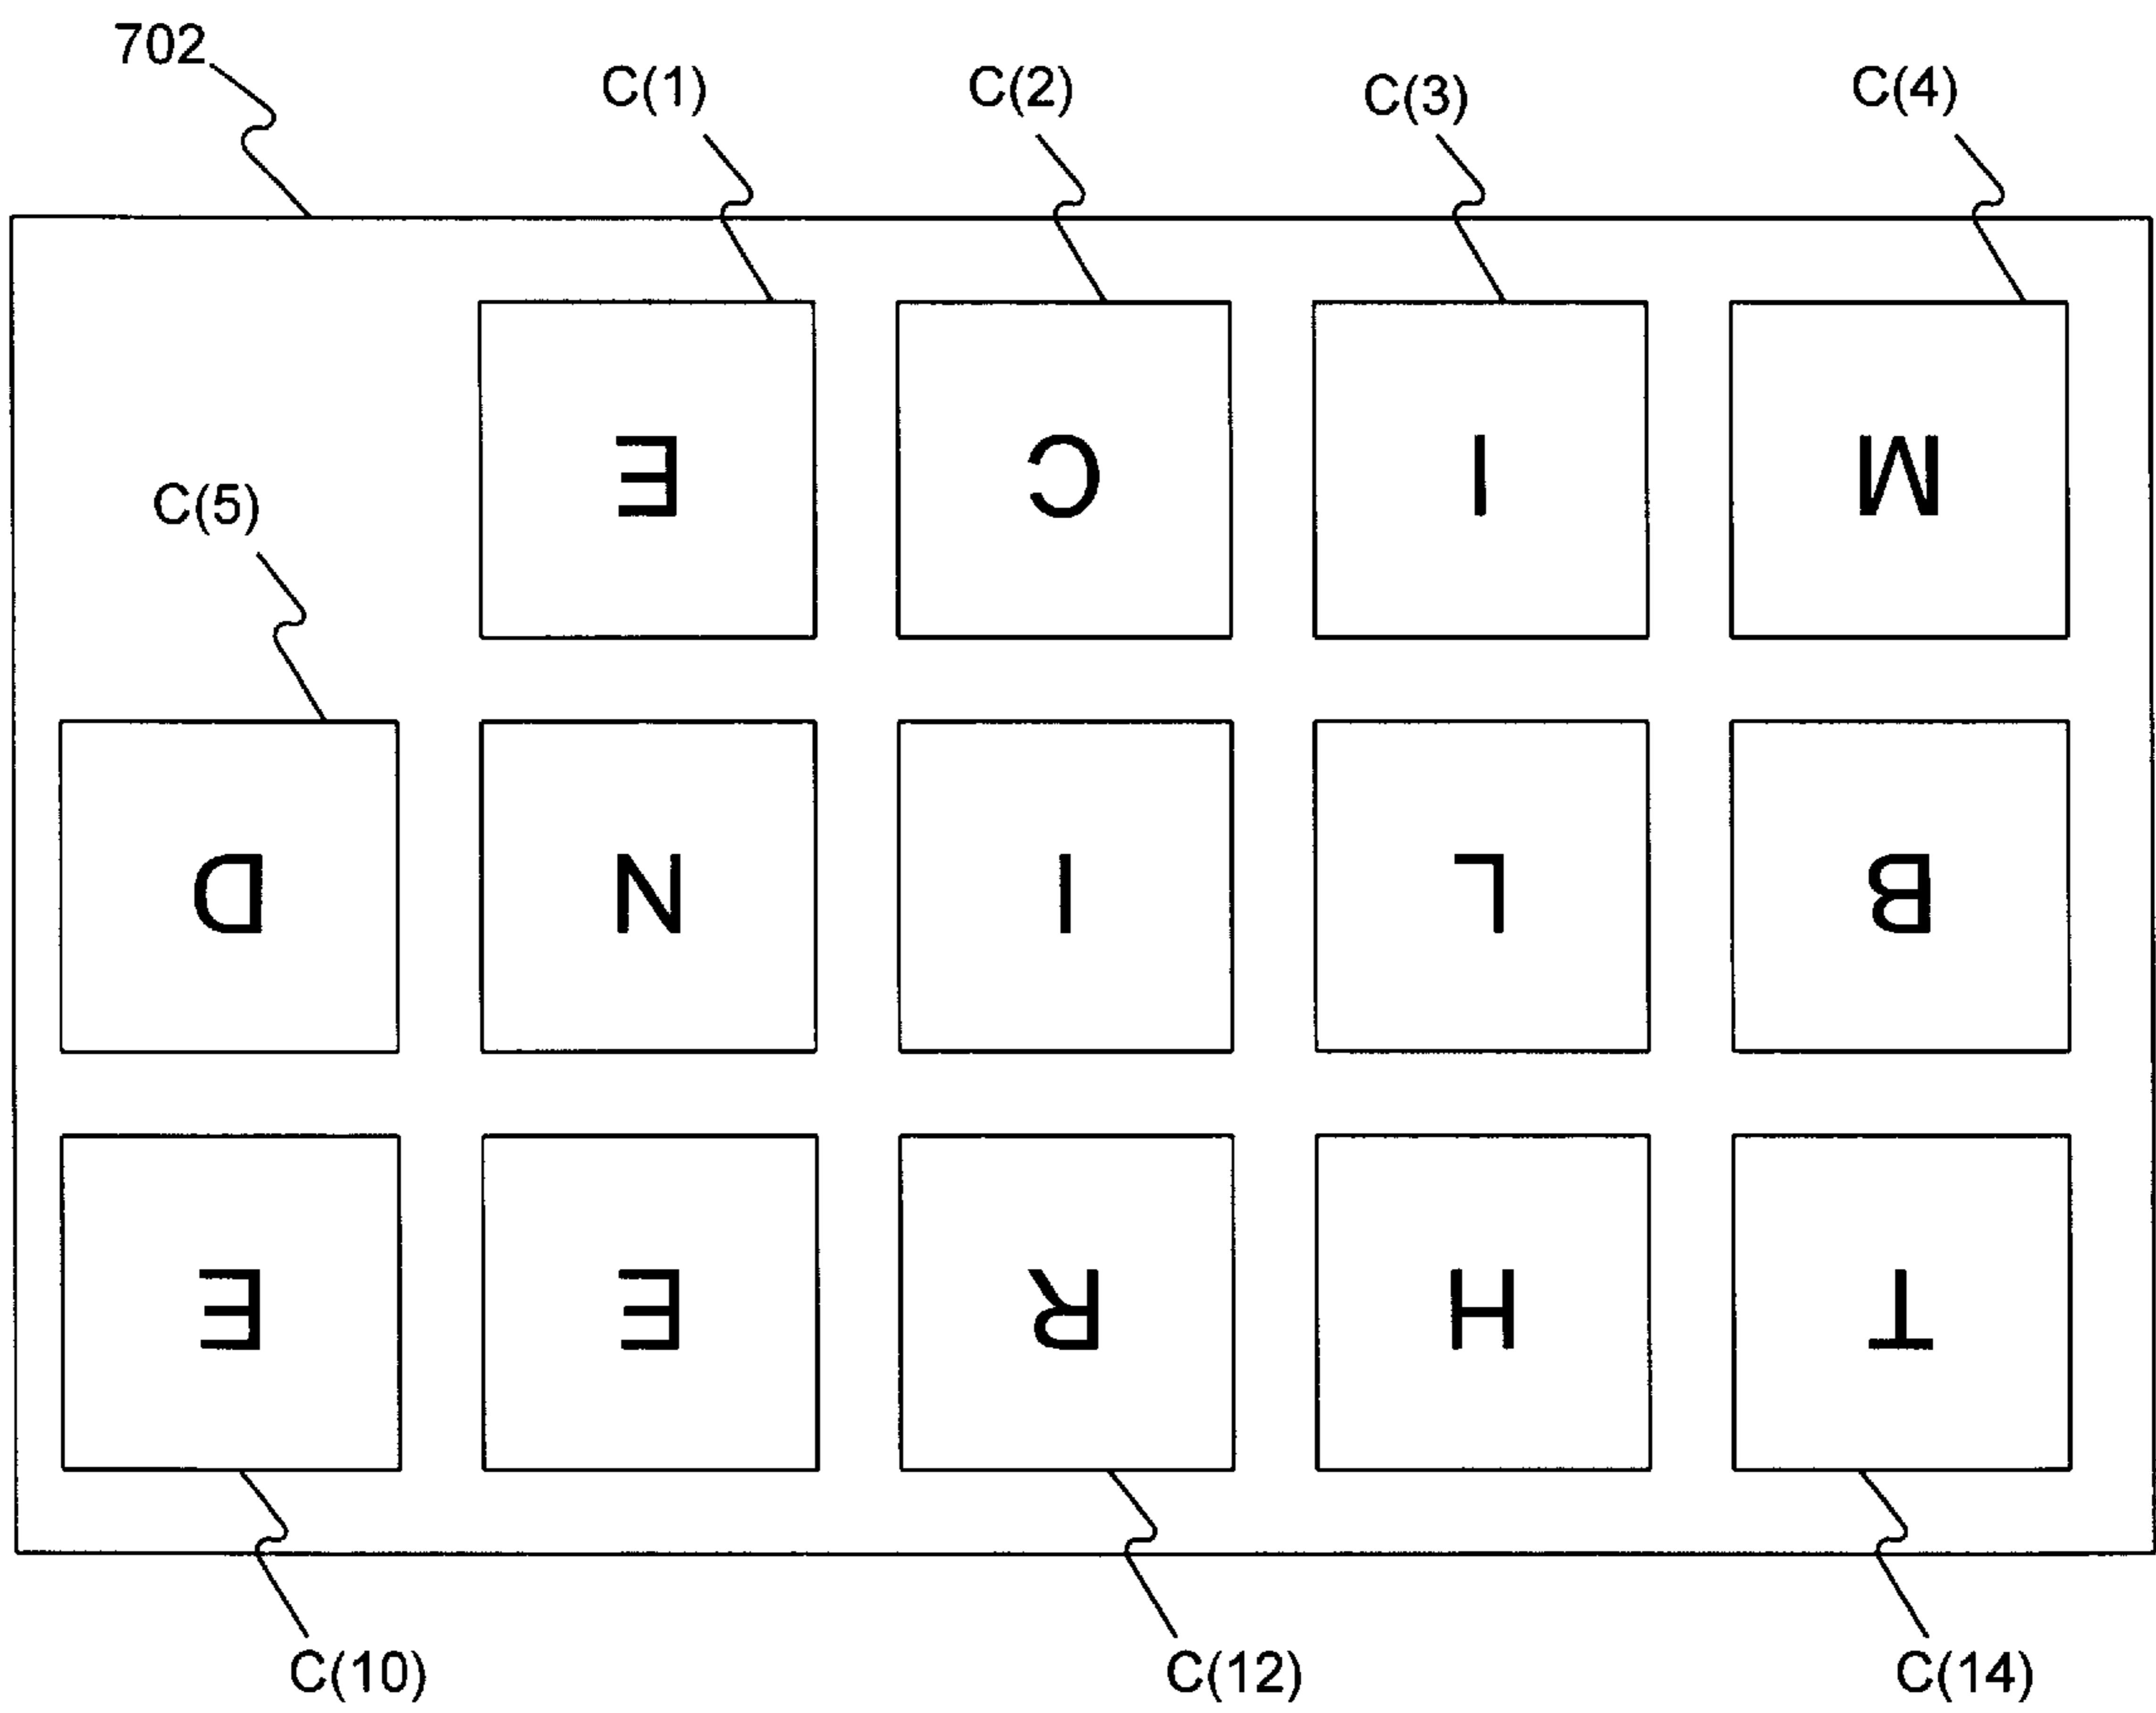 702
C(1) C(2) C(3) C(4)
E C I M
C(5)
D N I L B
E E R H T
C(10) C(12) C(14)